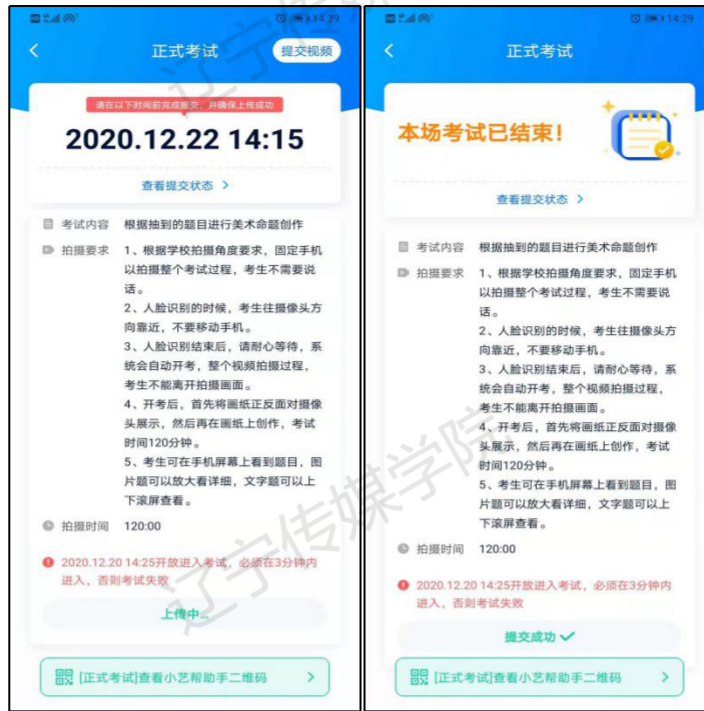 14:29
正式考试
提交视频
请在以下时间前完成提交，并确保上传成功
2020.12.22 14:15
查看提交状态 >
考试内容 根据抽到的题目进行美术命题创作
拍摄要求 1、根据学校拍摄角度要求，固定手机
以拍摄整个考试过程，考生不需要说
话。
2、人脸识别的时候，考生往摄像头方
向靠近，不要移动手机。
3、人脸识别结束后，请耐心等待，系
统会自动开考，整个视频拍摄过程，
考生不能离开拍摄画面。
4、开考后，首先将画纸正反面对摄像
头展示，然后再在画纸上创作，考试
时间120分钟。
5、考生可在手机屏幕上看到题目，图
片题可以放大看详细，文字题可以上
下滚屏查看。
拍摄时间 120:00
2020.12.20 14:25开放进入考试，必须在3分钟内
进入，否则考试失败
上传中...
[正式考试]查看小艺帮助手二维码 >
14:29
正式考试
本场考试已结束！
查看提交状态 >
考试内容 根据抽到的题目进行美术命题创作
拍摄要求 1、根据学校拍摄角度要求，固定手机
以拍摄整个考试过程，考生不需要说
话。
2、人脸识别的时候，考生往摄像头方
向靠近，不要移动手机。
3、人脸识别结束后，请耐心等待，系
统会自动开考，整个视频拍摄过程，
考生不能离开拍摄画面。
4、开考后，首先将画纸正反面对摄像
头展示，然后再在画纸上创作，考试
时间120分钟。
5、考生可在手机屏幕上看到题目，图
片题可以放大看详细，文字题可以上
下滚屏查看。
拍摄时间 120:00
2020.12.20 14:25开放进入考试，必须在3分钟内
进入，否则考试失败
提交成功
[正式考试]查看小艺帮助手二维码 >
辽宁传媒学院